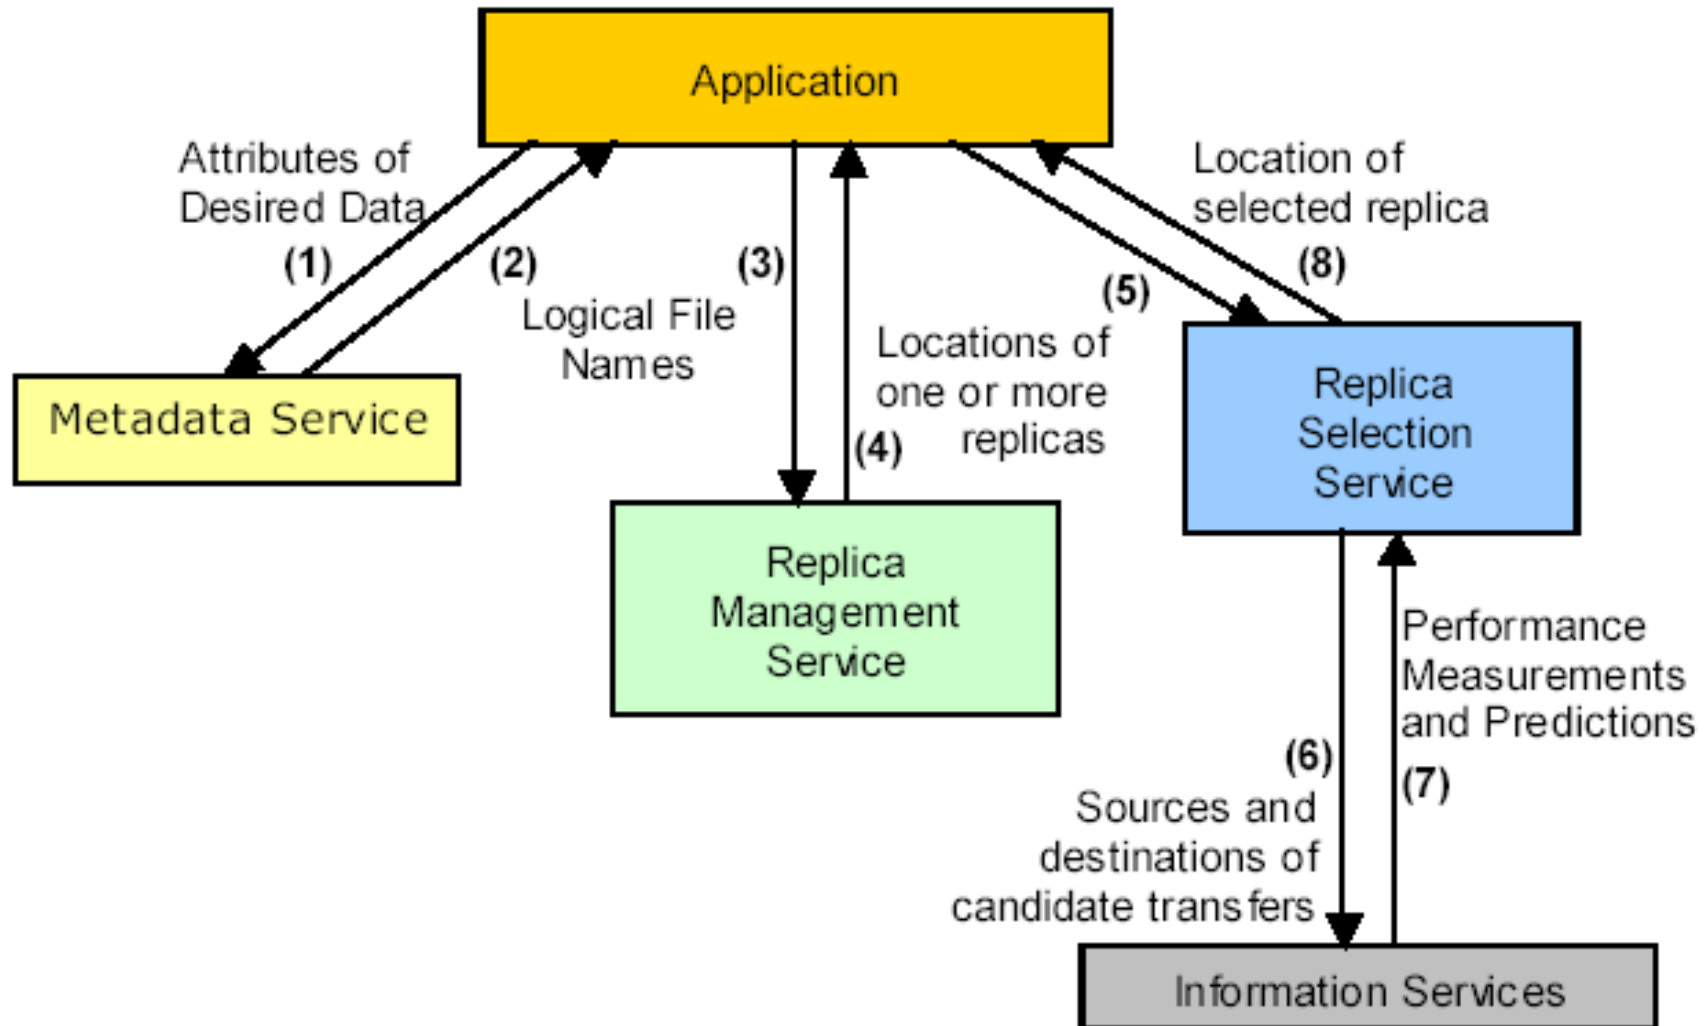 Application
Attributes of
Desired Data
(1)
(2)
Logical File
Names
(3)
Locations of
one or more
replicas
(4)
(5)
Location of
selected replica
(8)
Metadata Service
Replica
Management
Service
Replica
Selection
Service
Performance
Measurements
and Predictions
(7)
(6)
Sources and
destinations of
candidate transfers
Information Services